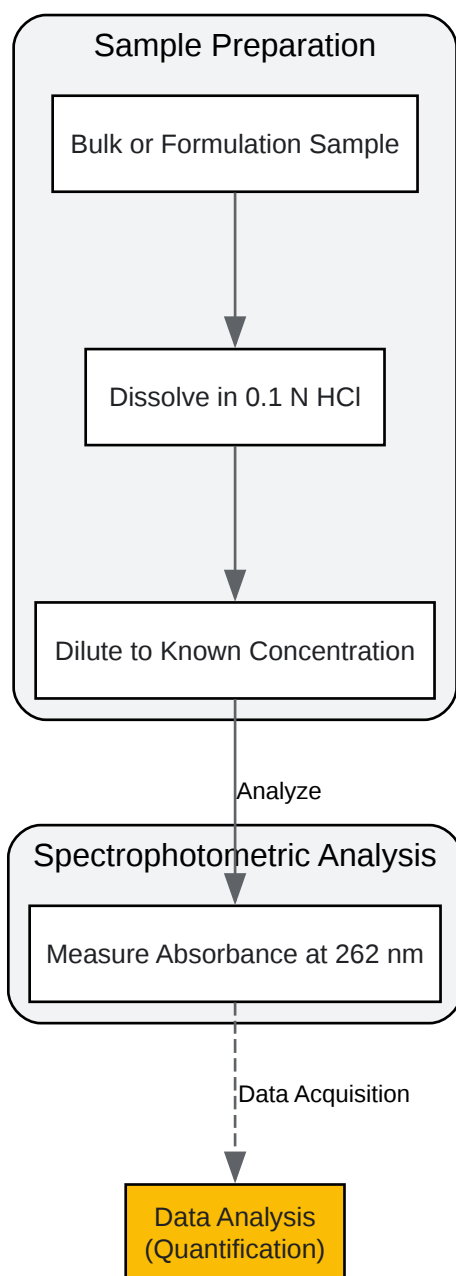 Sample Preparation
Bulk or Formulation Sample
Dissolve in 0.1 N HCl
Dilute to Known Concentration
Analyze
Spectrophotometric Analysis
Measure Absorbance at 262 nm
Data Acquisition
Data Analysis
(Quantification)